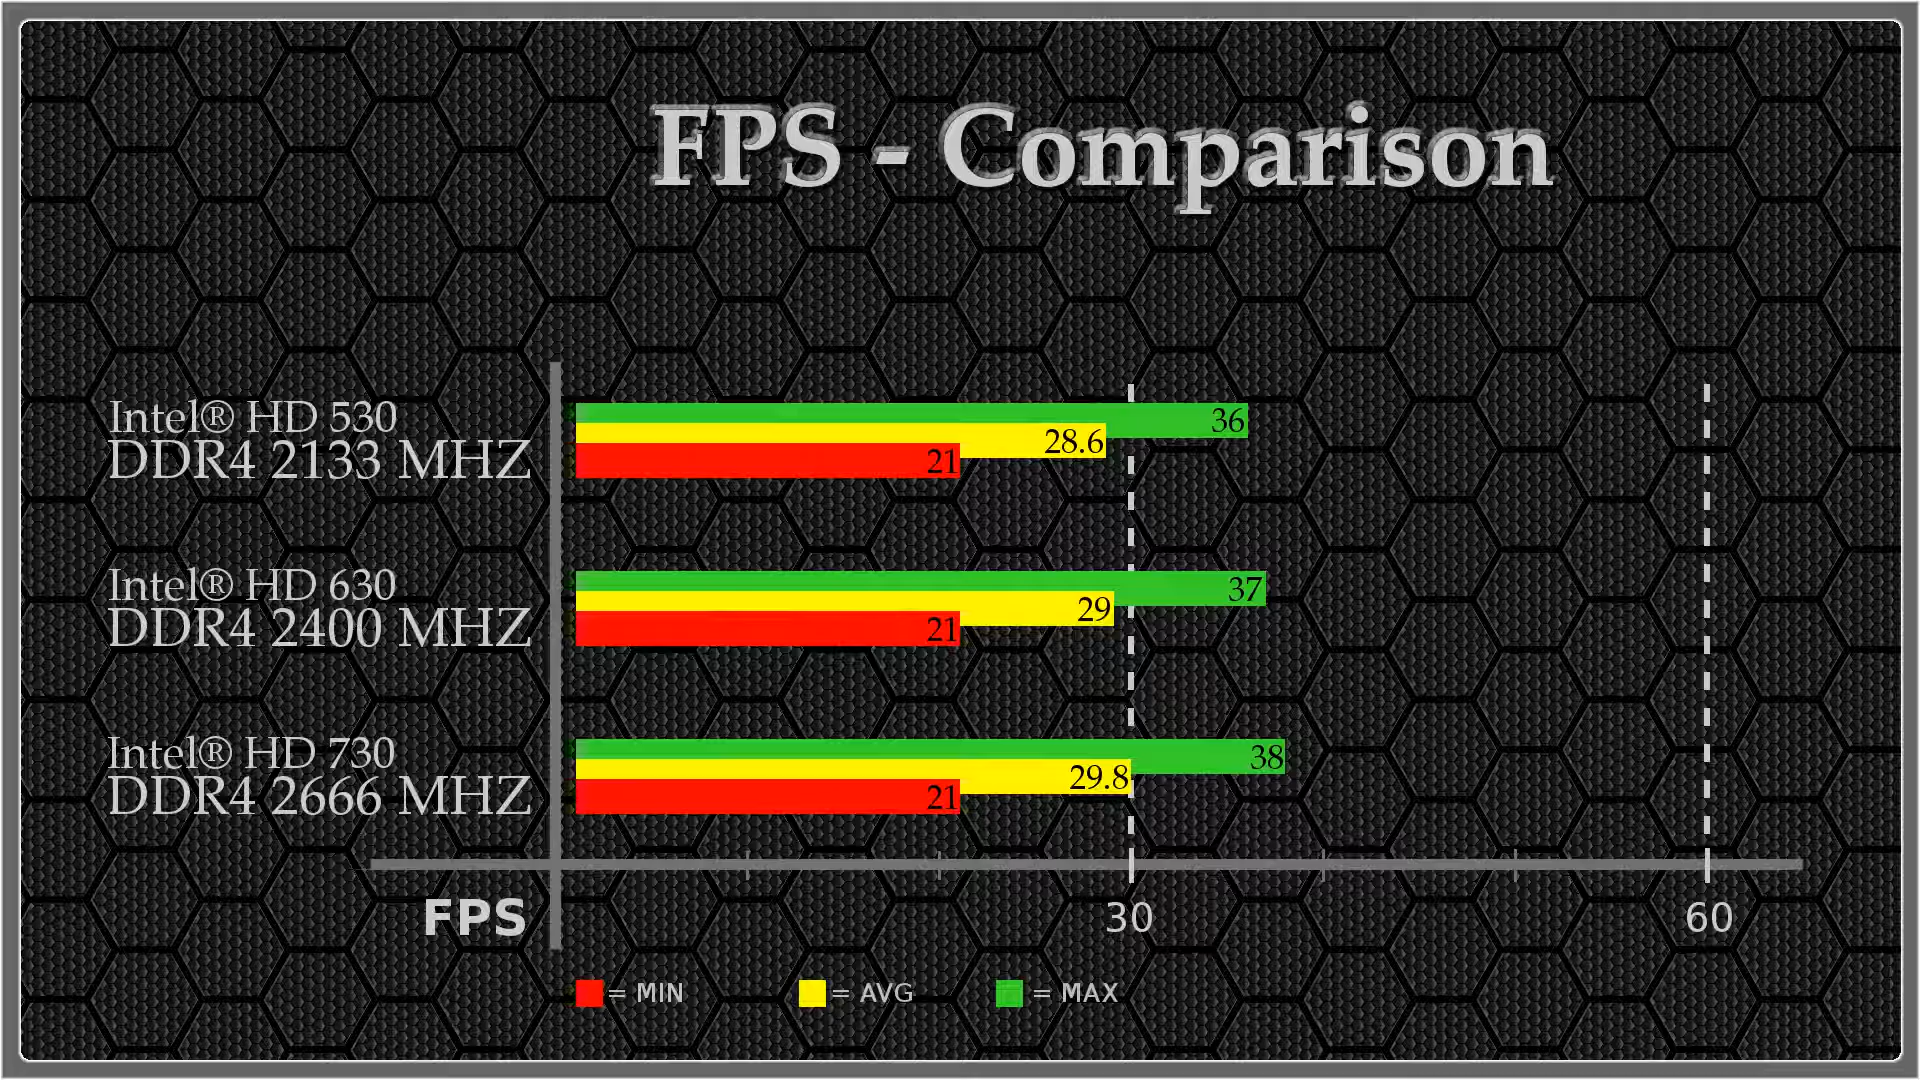 FPS - Comparison
Intel® HD 530
DDR4 2133 MHZ
36
28.6
21
Intel® HD 630
DDR4 2400 MHZ
37
29
21
Intel® HD 730
DDR4 2666 MHZ
38
29.8
21
FPS
30
60
= MIN
= AVG
= MAX